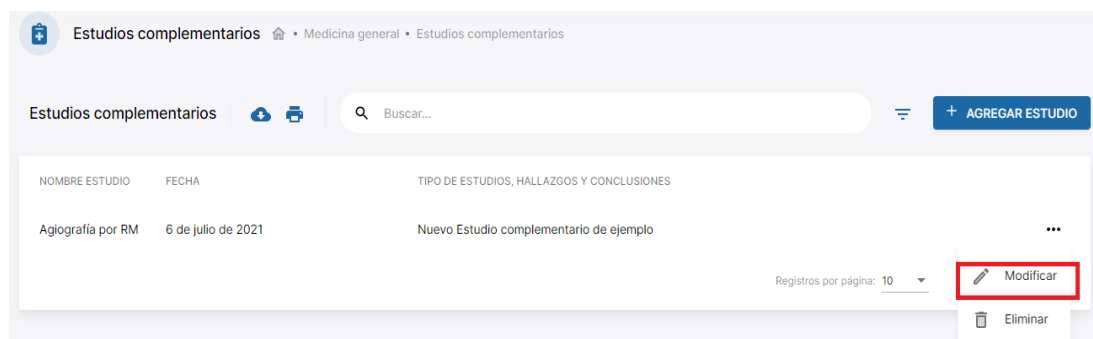 Estudios complementarios • Medicina general • Estudios complementarios
Estudios complementarios Buscar... + AGREGAR ESTUDIO
NOMBRE ESTUDIO FECHA TIPO DE ESTUDIOS, HALLAZGOS Y CONCLUSIONES
Agiografía por RM 6 de julio de 2021 Nuevo Estudio complementario de ejemplo
Registros por página: 10 Modificar
Eliminar